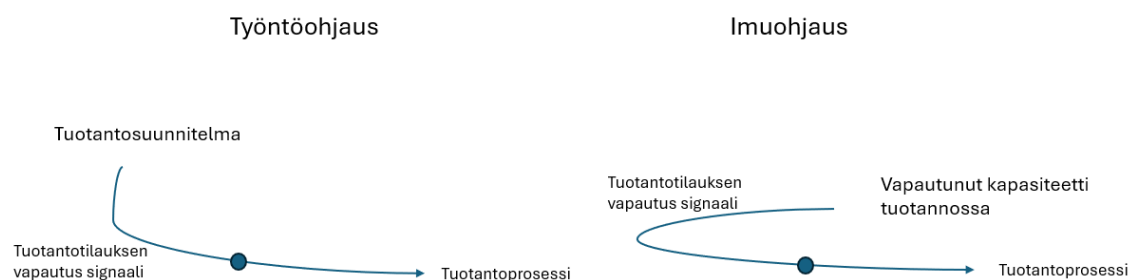 Työntöohjaus
Tuotantosuunnitelma
Tuotantotilauksen
vapautus signaali
Tuotantoprosessi
Imuohjaus
Tuotantotilauksen
vapautus signaali
Vapautunut kapasiteetti
tuotannossa
Tuotantoprosessi